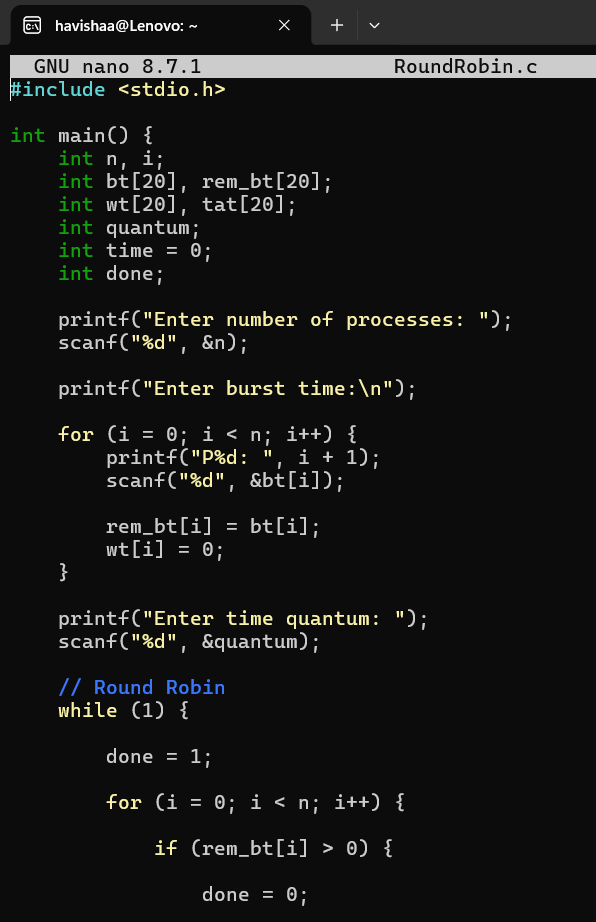 havishaa@Lenovo: ~
GNU nano 8.7.1 RoundRobin.c
#include <stdio.h>
int main() {
int n, i;
int bt[20], rem_bt[20];
int wt[20], tat[20];
int quantum;
int time = 0;
int done;
printf("Enter number of processes: ");
scanf("%d", &n);
printf("Enter burst time:\n");
for (i = 0; i < n; i++) {
printf("P%d: ", i + 1);
scanf("%d", &bt[i]);
rem_bt[i] = bt[i];
wt[i] = 0;
}
printf("Enter time quantum: ");
scanf("%d", &quantum);
// Round Robin
while (1) {
done = 1;
for (i = 0; i < n; i++) {
if (rem_bt[i] > 0) {
done = 0;